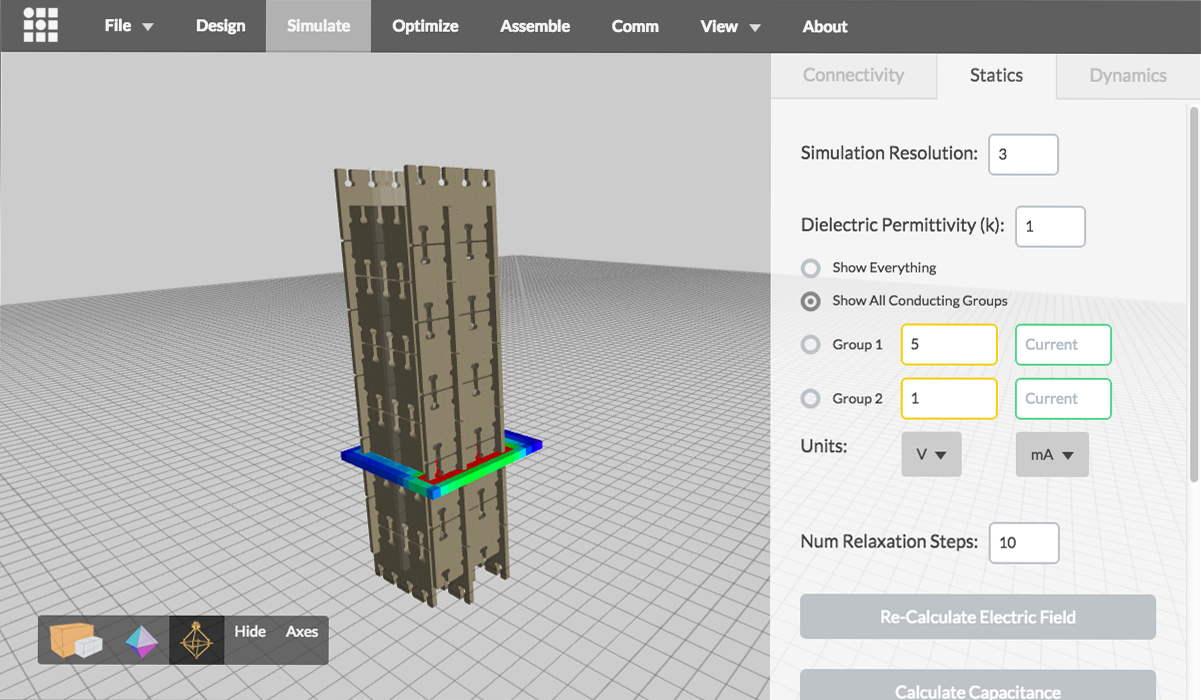 File Design Simulate Optimize Assemble Comm View About
Connectivity Statics Dynamics
Simulation Resolution: 3
Dielectric Permittivity (k): 1
Show Everything
Show All Conducting Groups
Group 1 5 Current
Group 2 1 Current
Units: V mA
Num Relaxation Steps: 10
Re-Calculate Electric Field
Calculate Capacitance
Hide Axes